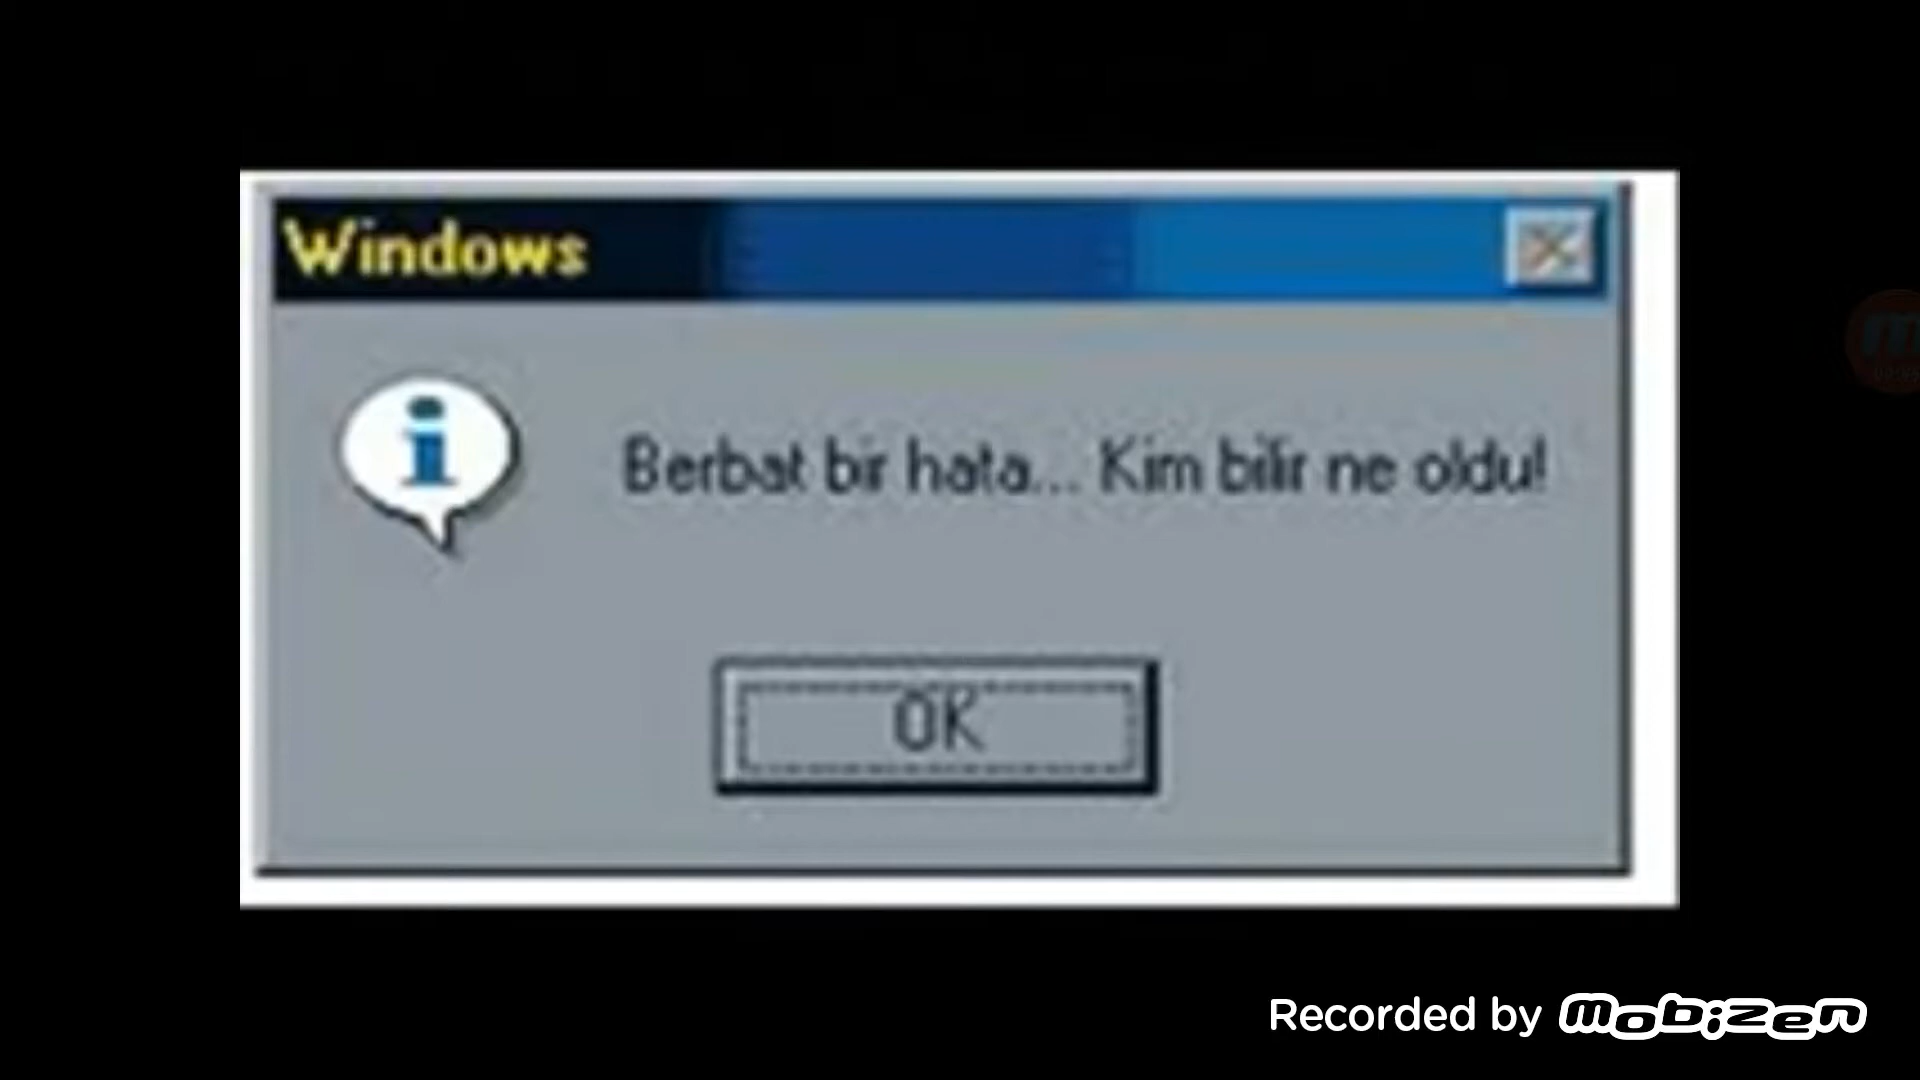 Windows
Berbat bir hata... Kim bilir ne oldu!
OK
Recorded by mobizen